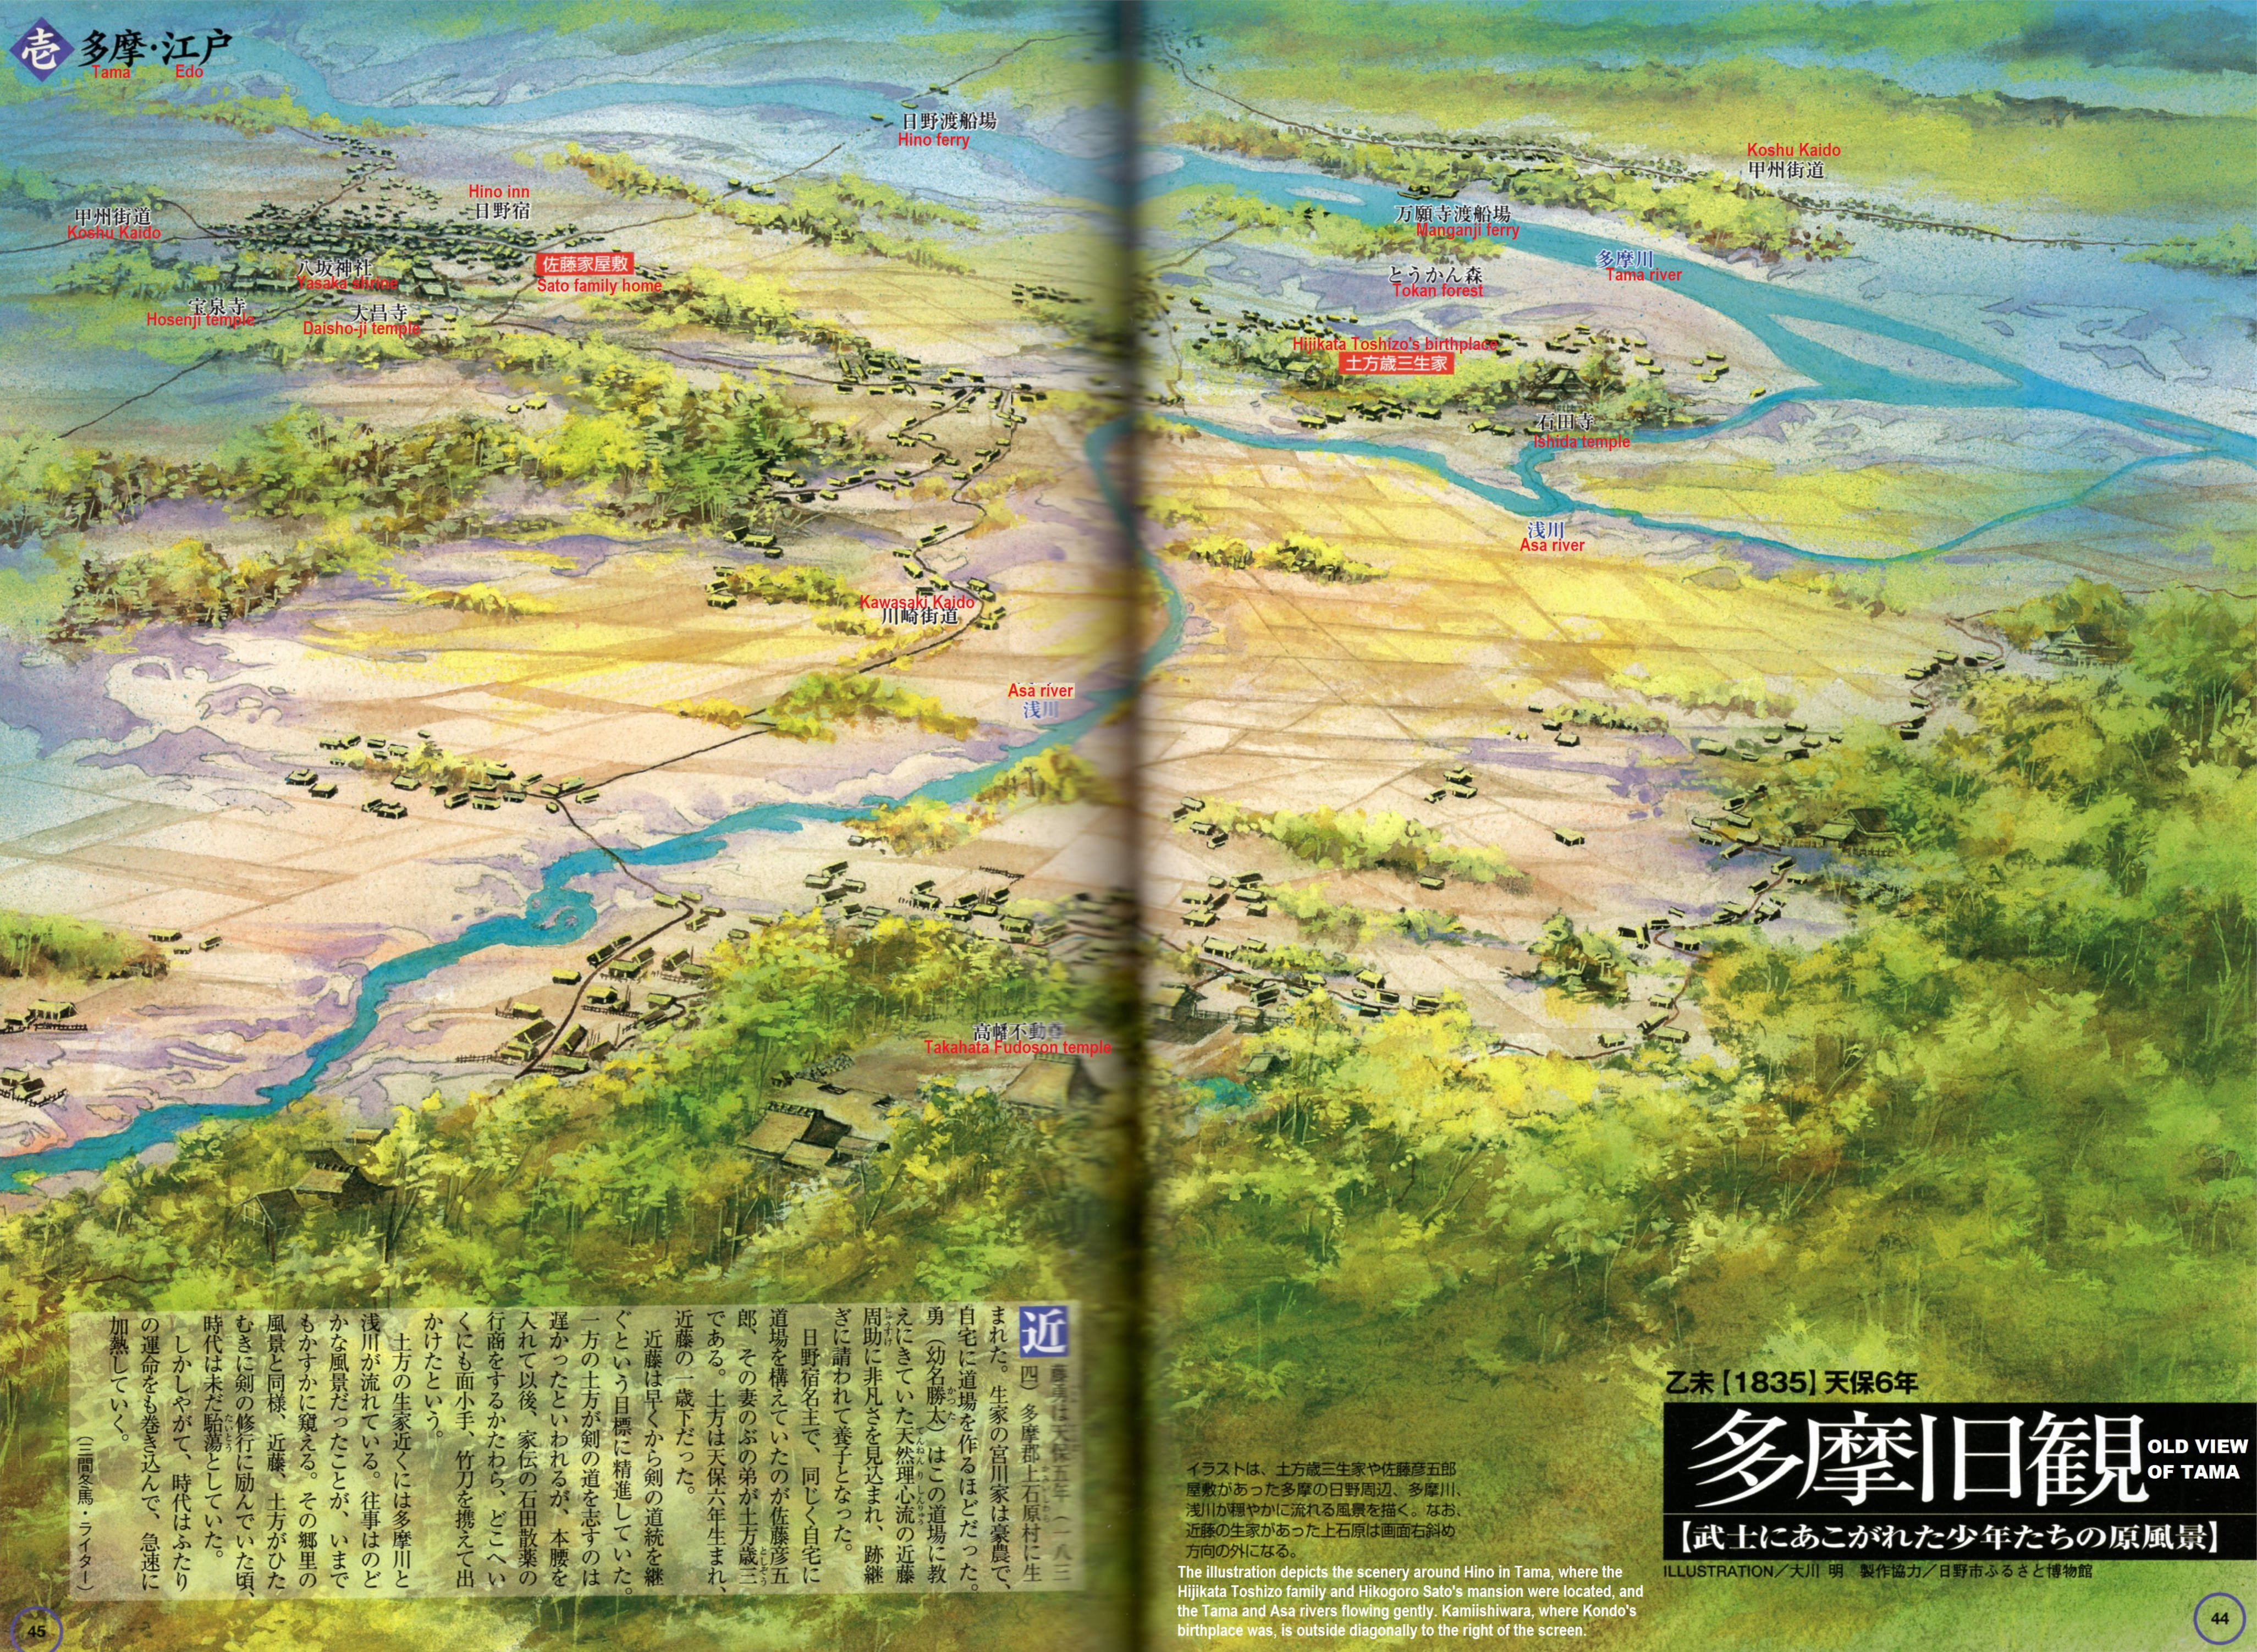 壱 多摩・江戸
Tama Edo
日野渡船場
Hino ferry
Koshu Kaido
甲州街道
Hino inn
日野宿
甲州街道
Koshu Kaido
万願寺渡船場
Manganji ferry
多摩川
Tama river
佐藤家屋敷
Sato family home
八坂神社
Yasaka shrine
とうかん森
Tokan forest
宝泉寺
Hosenji temple
大昌寺
Daisho-ji temple
Hijikata Toshizo's birthplace
土方歳三生家
石田寺
Ishida temple
浅川
Asa river
Kawasaki Kaido
川崎街道
Asa river
浅川
高幡不動尊
Takahata Fudoson temple
乙未【1835】天保6年
多摩旧観
OLD VIEW
OF TAMA
【武士にあこがれた少年たちの原風景】
ILLUSTRATION／大川 明 製作協力／日野市ふるさと博物館
イラストは、土方歳三生家や佐藤彦五郎
屋敷があった多摩の日野周辺、多摩川、
浅川が穏やかに流れる風景を描く。なお、
近藤の生家があった上石原は画面右斜め
方向の外になる。
The illustration depicts the scenery around Hino in Tama, where the
Hijikata Toshizo family and Hikogoro Sato's mansion were located, and
the Tama and Asa rivers flowing gently. Kamiishiwara, where Kondo's
birthplace was, is outside diagonally to the right of the screen.
44
近藤勇は天保五年（一八三
四）多摩郡上石原村に生
まれた。生家の宮川家は豪農で、
自宅に道場を作るほどだった。
勇（幼名勝太）はこの道場に教
えにきていた天然理心流の近藤
周助に非凡さを見込まれ、跡継
ぎに請われて養子となった。
日野宿名主で、同じく自宅に
道場を構えていたのが佐藤彦五
郎、その妻のぶの弟が土方歳三
である。土方は天保六年生まれ、
近藤の一歳下だった。
近藤は早くから剣の道統を継
ぐという目標に精進していた。
一方の土方が剣の道を志すのは
遅かったといわれるが、本腰を
入れて以後、家伝の石田散薬の
行商をするかたわら、どこへい
くにも面小手、竹刀を携えて出
かけたという。
土方の生家近くには多摩川と
浅川が流れている。往事はのど
かな風景だったことが、いまで
もかすかに窺える。その郷里の
風景と同様、近藤、土方がひた
むきに剣の修行に励んでいた頃、
時代は未だ駘蕩としていた。
しかしやがて、時代はふたり
の運命をも巻き込んで、急速に
加熱していく。
（三間冬馬・ライター）
45